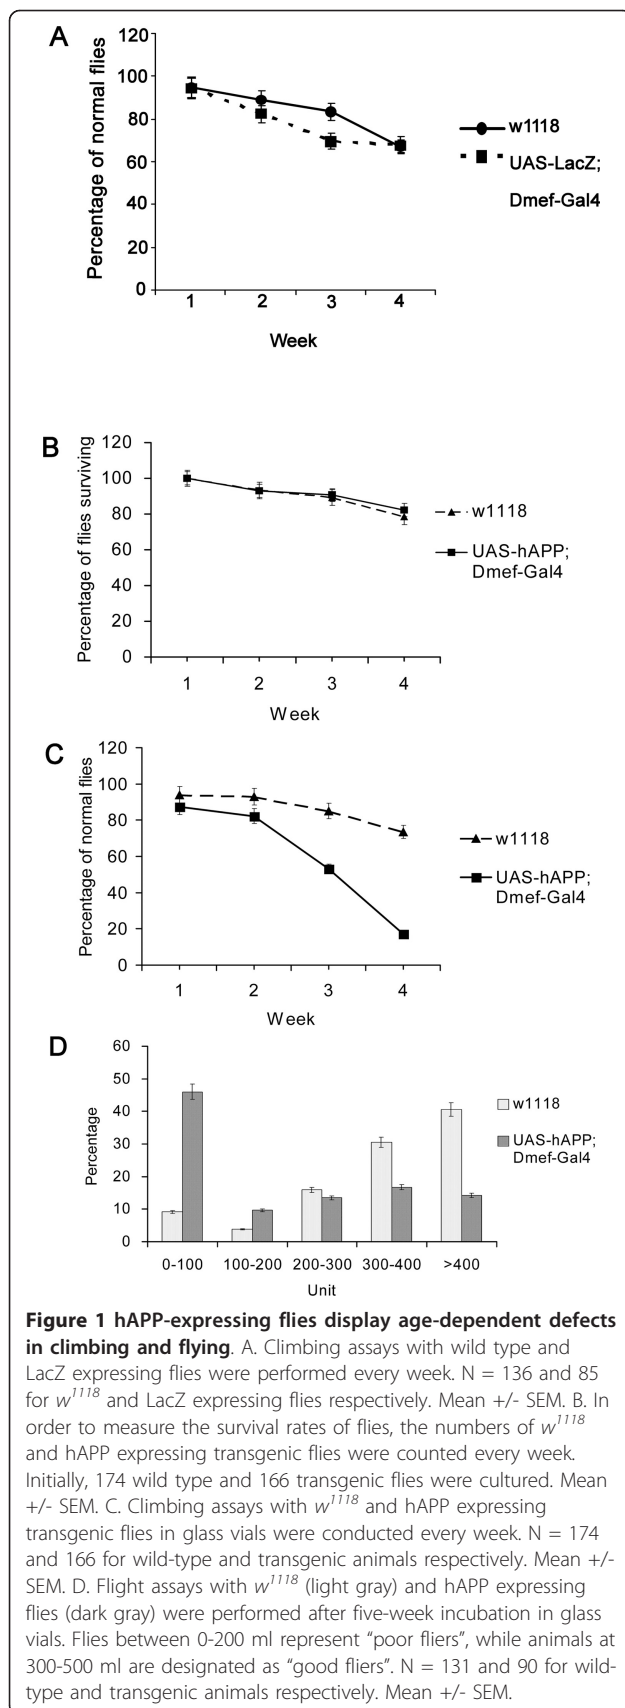 A
120
100
80
60
40
20
0
Percentage of normal flies
1 2 3 4
Week
w1118
UAS-LacZ;
Dmef-Gal4
B
120
100
80
60
40
20
0
Percentage of flies surviving
1 2 3 4
Week
w1118
UAS-hAPP;
Dmef-Gal4
C
120
100
80
60
40
20
0
Percentage of normal flies
1 2 3 4
Week
w1118
UAS-hAPP;
Dmef-Gal4
D
60
50
40
30
20
10
0
Percentage
0-100 100-200 200-300 300-400 >400
Unit
w1118
UAS-hAPP;
Dmef-Gal4
Figure 1 hAPP-expressing flies display age-dependent defects
in climbing and flying. A. Climbing assays with wild type and
LacZ expressing flies were performed every week. N = 136 and 85
for w1118 and LacZ expressing flies respectively. Mean +/- SEM. B. In
order to measure the survival rates of flies, the numbers of w1118
and hAPP expressing transgenic flies were counted every week.
Initially, 174 wild type and 166 transgenic flies were cultured. Mean
+/- SEM. C. Climbing assays with w1118 and hAPP expressing
transgenic flies in glass vials were conducted every week. N = 174
and 166 for wild-type and transgenic animals respectively. Mean +/-
SEM. D. Flight assays with w1118 (light gray) and hAPP expressing
flies (dark gray) were performed after five-week incubation in glass
vials. Flies between 0-200 ml represent “poor fliers”, while animals at
300-500 ml are designated as “good fliers”. N = 131 and 90 for wild-
type and transgenic animals respectively. Mean +/- SEM.